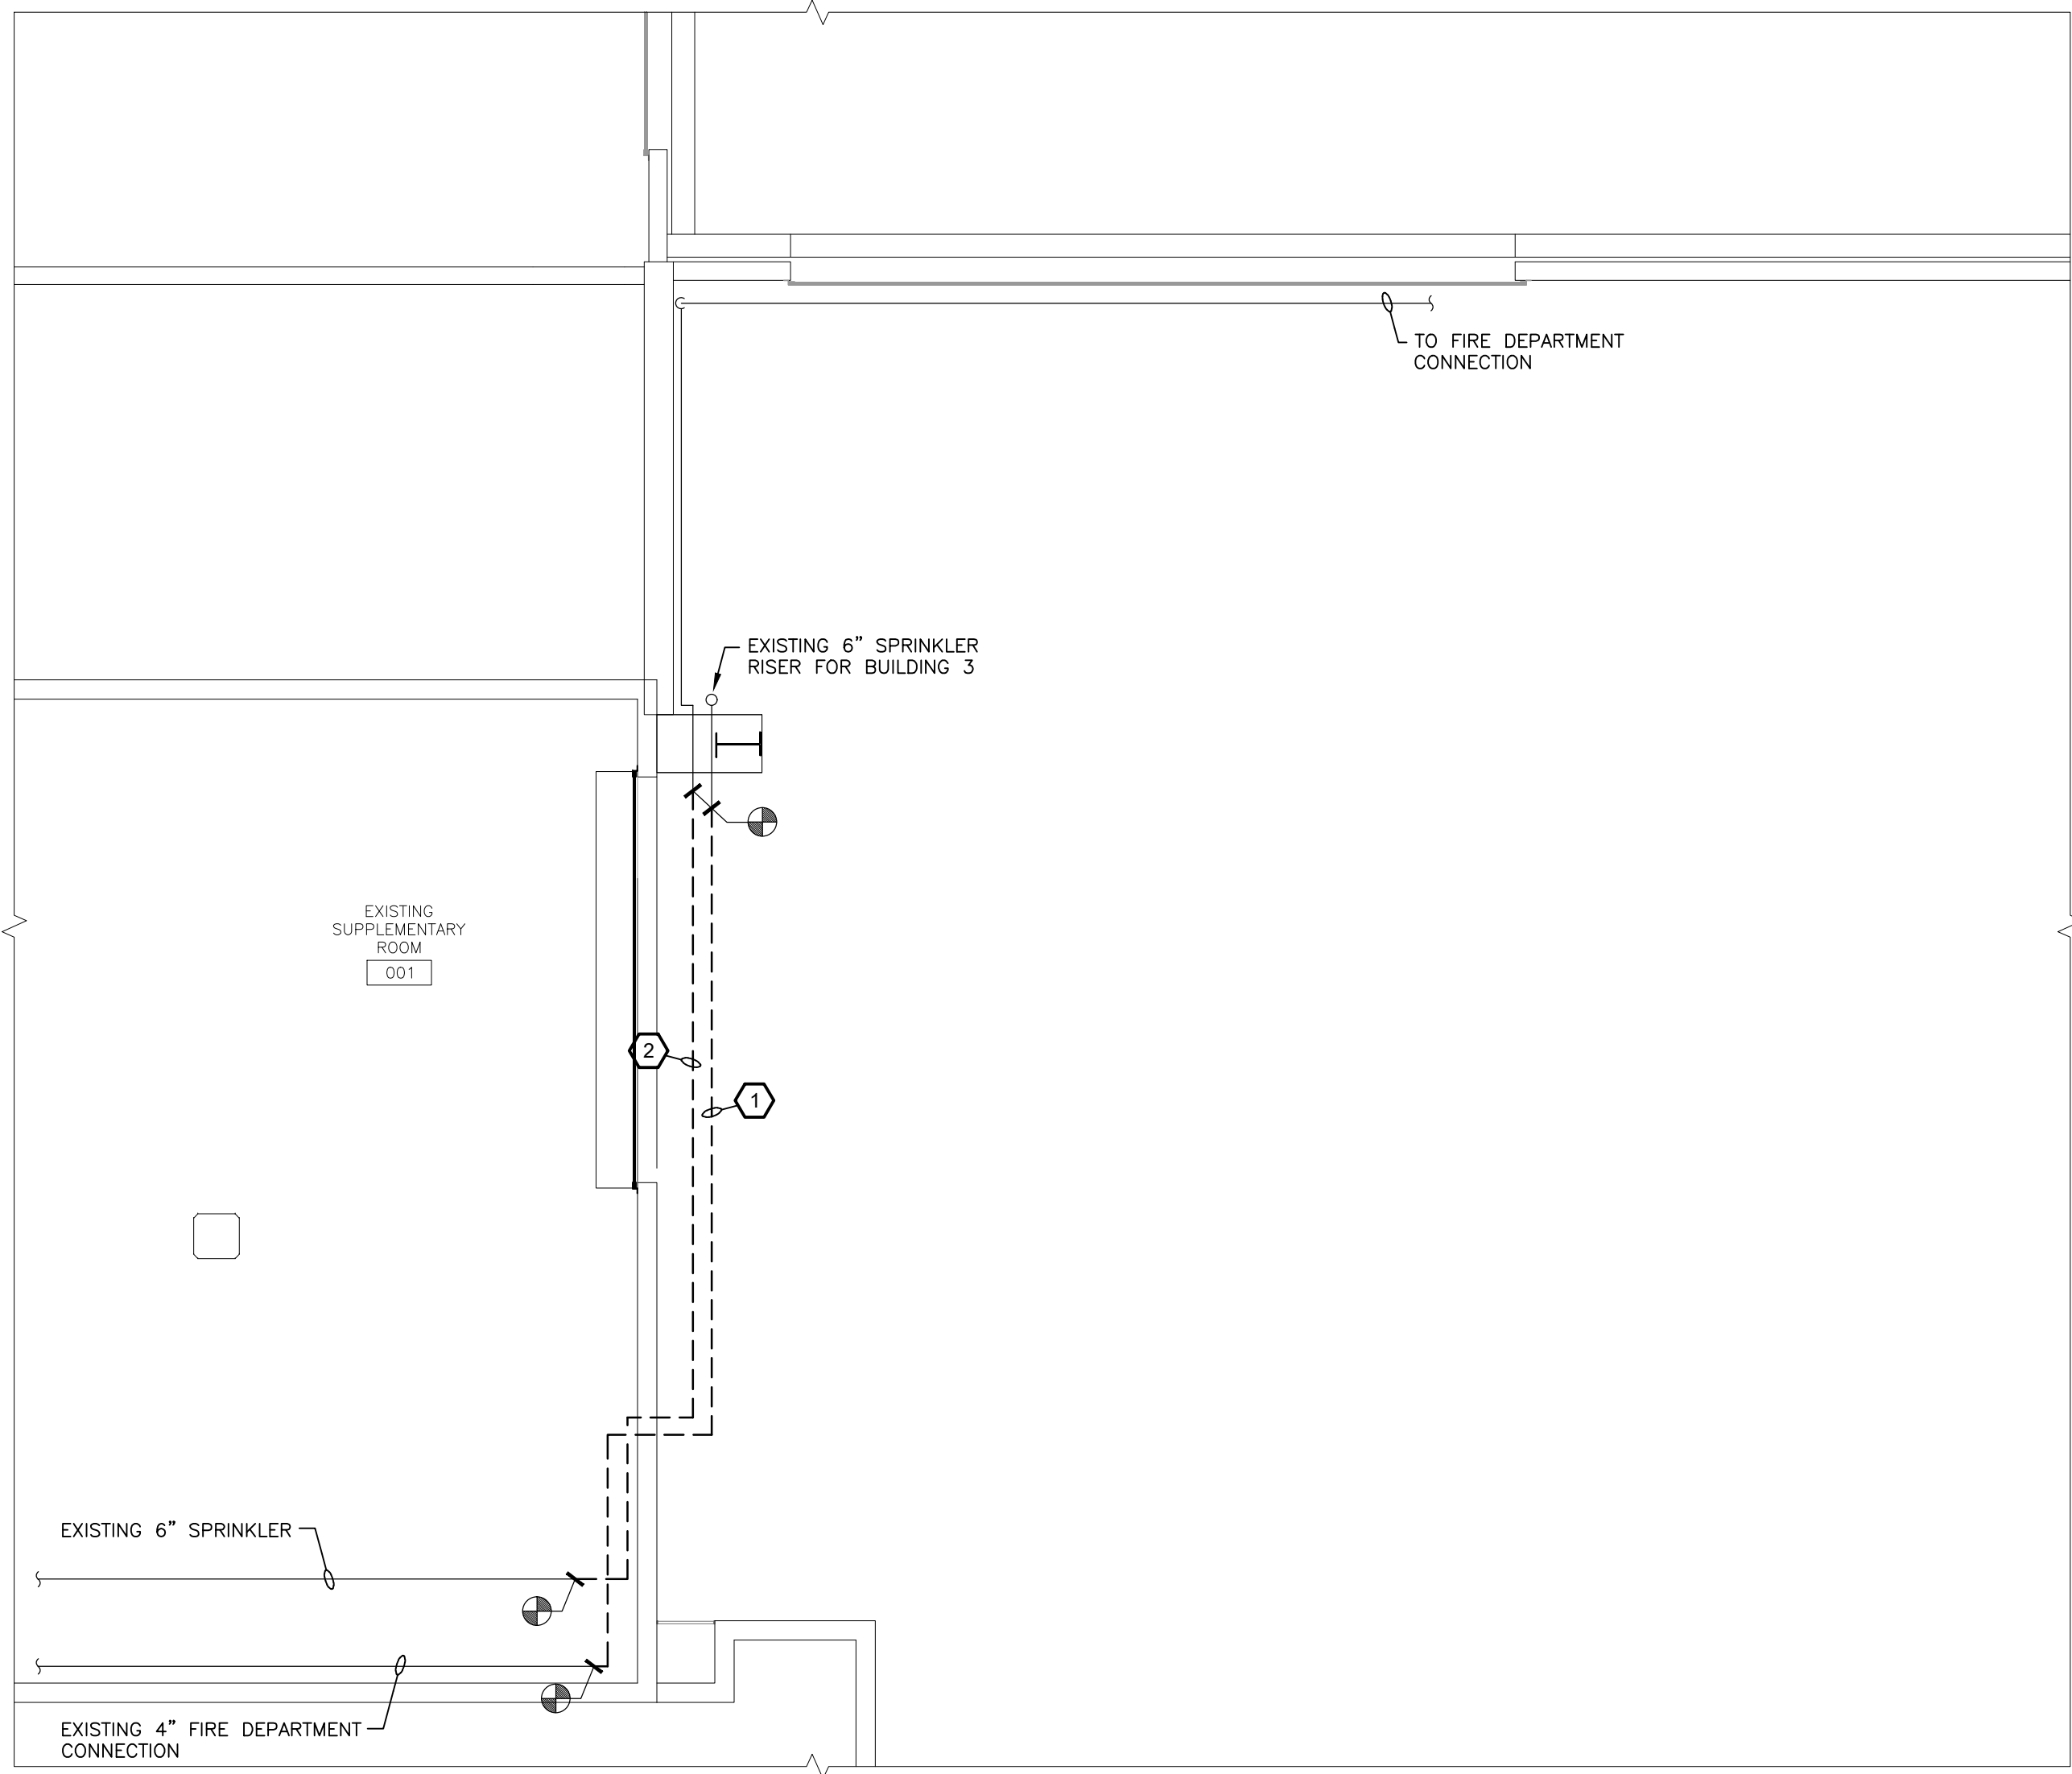 TO FIRE DEPARTMENT
CONNECTION
EXISTING 6" SPRINKLER
RISER FOR BUILDING 3
EXISTING
SUPPLEMENTARY
ROOM
001
2
1
EXISTING 6" SPRINKLER
EXISTING 4" FIRE DEPARTMENT
CONNECTION